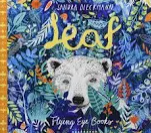 SANDRA DIECKMANN
leaf
Flying Eye Books